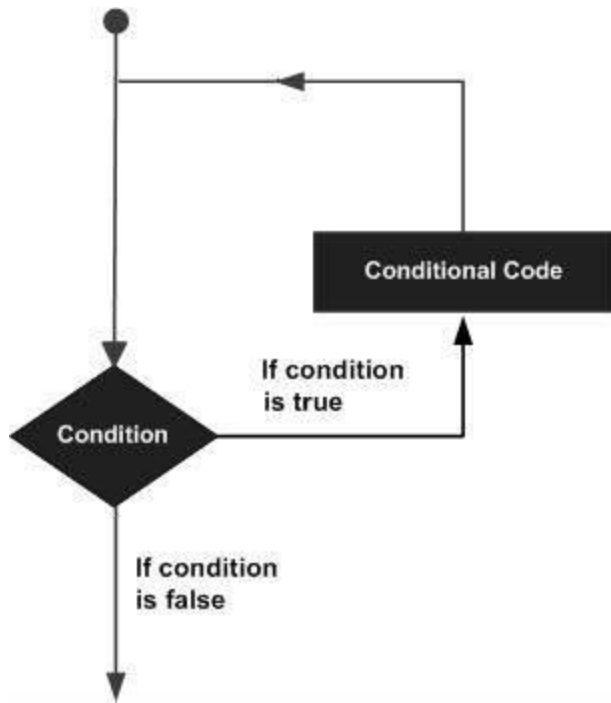 Conditional Code
If condition
is true
Condition
If condition
is false